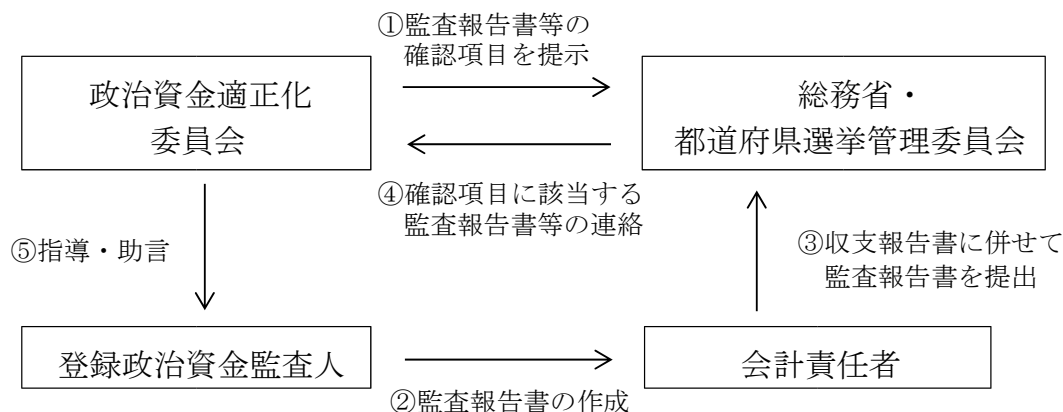 ①監査報告書等の
確認項目を提示
政治資金適正化
委員会
総務省・
都道府県選挙管理委員会
④確認項目に該当する
監査報告書等の連絡
⑤指導・助言
③収支報告書に併せて
監査報告書を提出
登録政治資金監査人
会計責任者
②監査報告書の作成